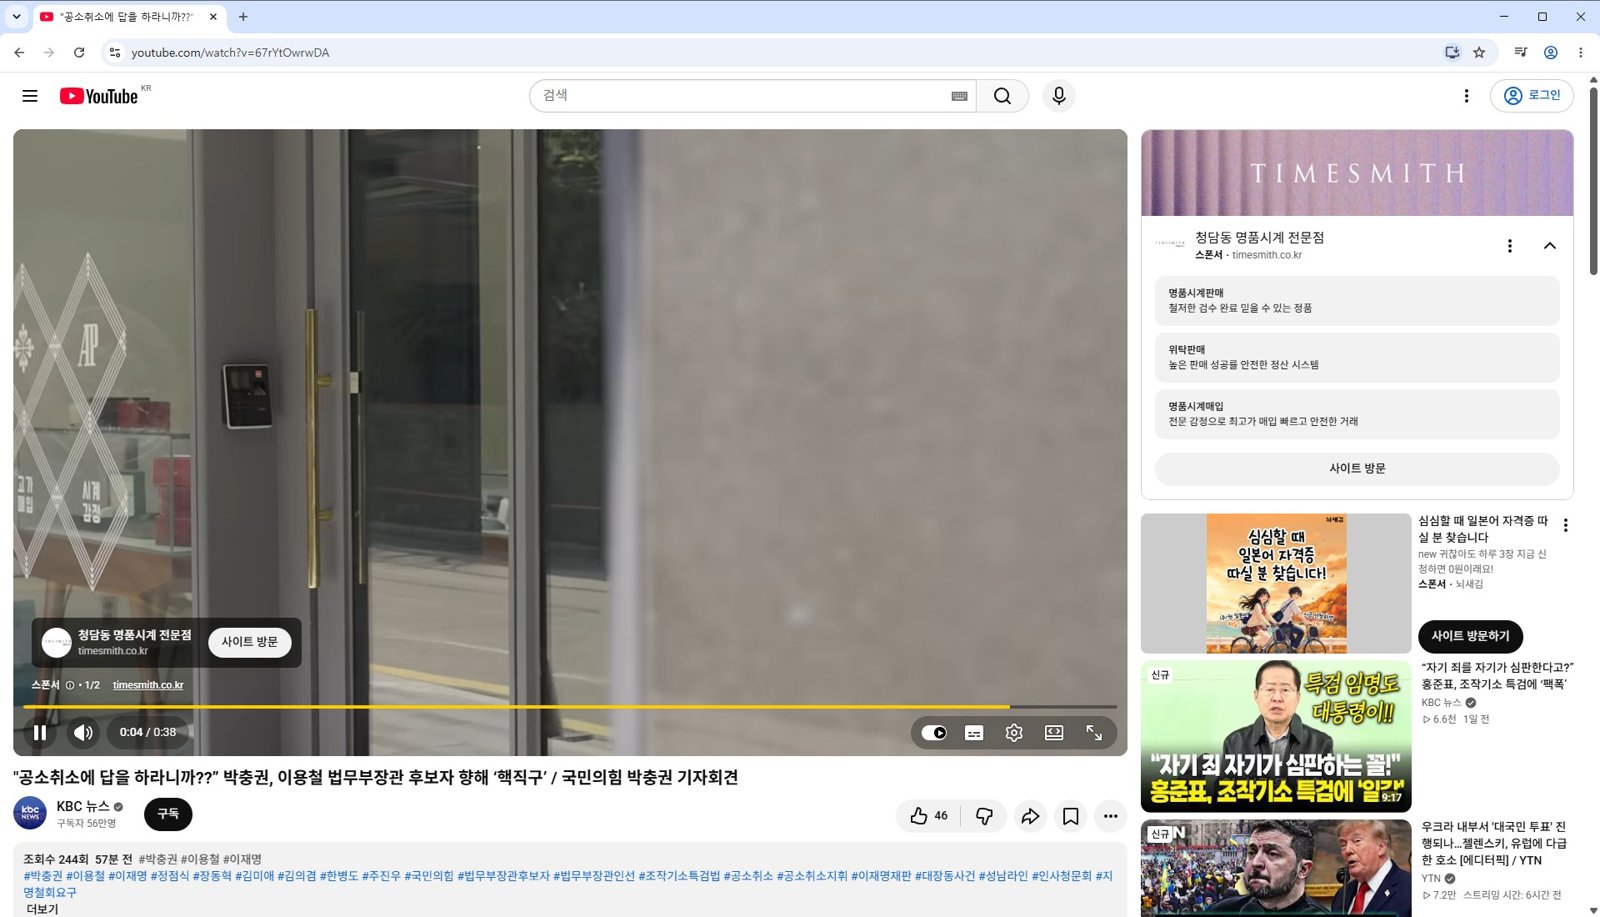 "공소취소에 답을 하라니까??"
youtube.com/watch?v=67rYtOwrwDA
YouTube KR
검색
로그인
AP
고가
매입
시계
감정
청담동 명품시계 전문점
timesmith.co.kr
사이트 방문
스폰서 · 1/2 timesmith.co.kr
0:04 / 0:38
"공소취소에 답을 하라니까??” 박충권, 이용철 법무부장관 후보자 향해 ‘핵직구’ / 국민의힘 박충권 기자회견
kbc NEWS
KBC 뉴스
구독자 56만명
구독
46
조회수 244회 57분 전 #박충권 #이용철 #이재명
#박충권 #이용철 #이재명 #정점식 #장동혁 #김미애 #김의겸 #한병도 #주진우 #국민의힘 #법무부장관후보자 #법무부장관인선 #조작기소특검법 #공소취소 #공소취소지휘 #이재명재판 #대장동사건 #성남라인 #인사청문회 #지
명철회요구
더보기
TIMESMITH
청담동 명품시계 전문점
스폰서 · timesmith.co.kr
명품시계판매
철저한 검수 완료 믿을 수 있는 정품
위탁판매
높은 판매 성공률 안전한 정산 시스템
명품시계매입
전문 감정으로 최고가 매입 빠르고 안전한 거래
사이트 방문
뇌새김
심심할 때
일본어 자격증
따실 분 찾습니다!
심심할 때 일본어 자격증 따
실 분 찾습니다
new 귀찮아도 하루 3장 지금 신
청하면 0원이래요!
스폰서 · 뇌새김
사이트 방문하기
신규
특검 임명도
대통령이!!
“자기 죄 자기가 심판하는 꼴!”
홍준표, 조작기소 특검에 '일갈'
9:17
“자기 죄를 자기가 심판한다고?”
홍준표, 조작기소 특검에 ‘팩폭’
KBC 뉴스
6.6천 1일 전
신규
우크라 내부서 '대국민 투표' 진
행되나...젤렌스키, 유럽에 다급
한 호소 [에디터픽] / YTN
YTN
7.2만 스트리밍 시간: 6시간 전